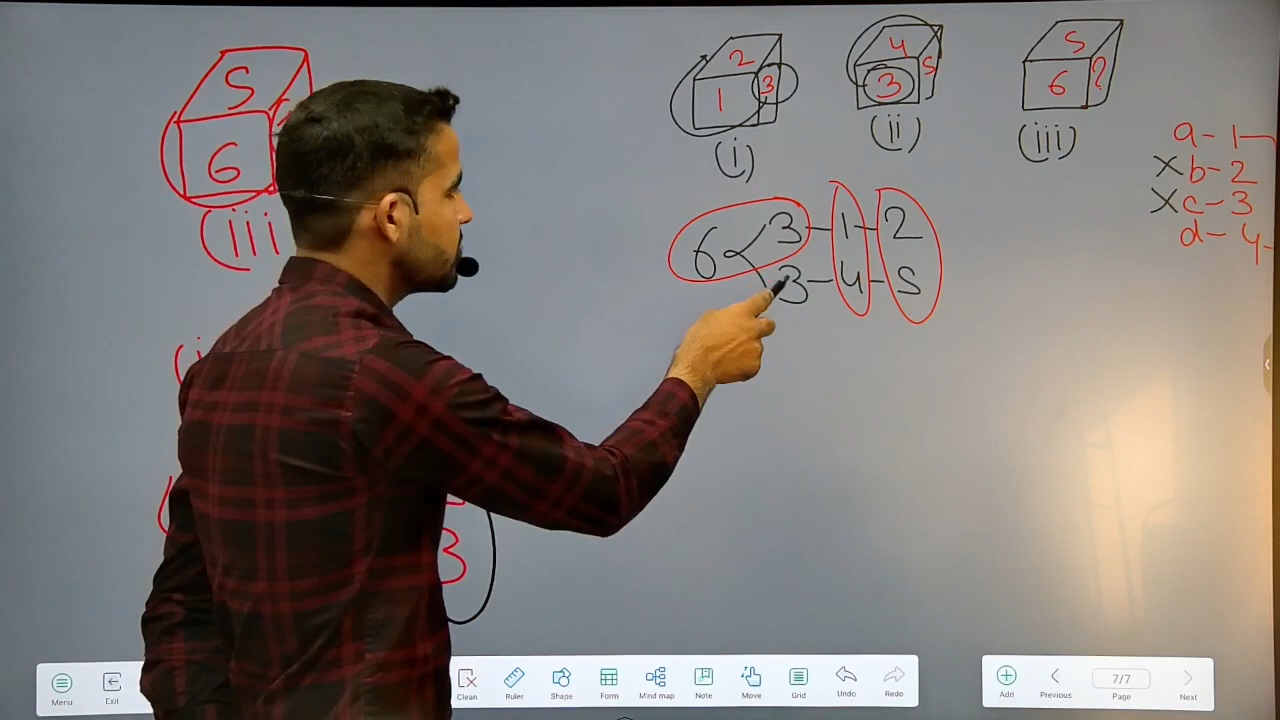 5
6
(iii
(i
3
2
1
3
(i)
4
3
5
(ii)
5
6
?
(iii)
a - 1
× b - 2
× c - 3
d - 4
6 < 3 - 1 - 2
3 - 4 - 5
Menu
Exit
Clean
Ruler
Shape
Form
Mind map
Note
Move
Grid
Undo
Redo
Add
Previous
7/7
Page
Next